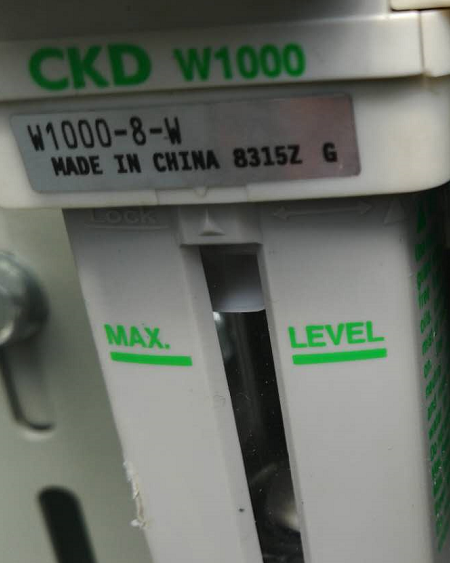 CKD W1000
W1000-8-W
MADE IN CHINA 8315Z G
Lock
MAX. LEVEL